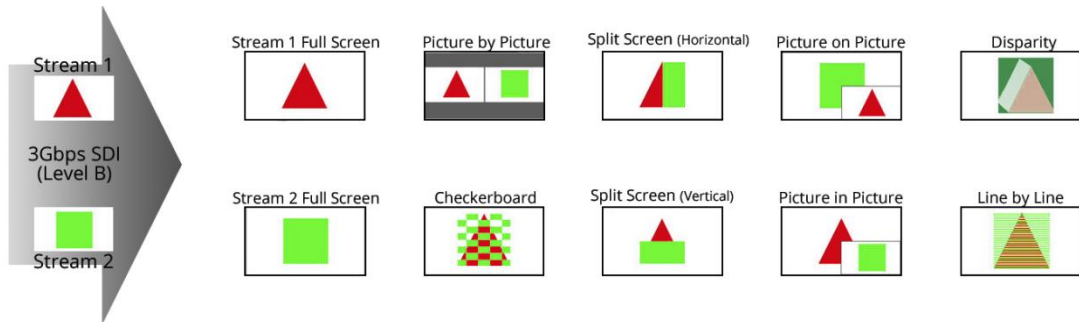 Stream 1
3Gbps SDI
(Level B)
Stream 2
Stream 1 Full Screen
Picture by Picture
Split Screen (Horizontal)
Picture on Picture
Disparity
Stream 2 Full Screen
Checkerboard
Split Screen (Vertical)
Picture in Picture
Line by Line